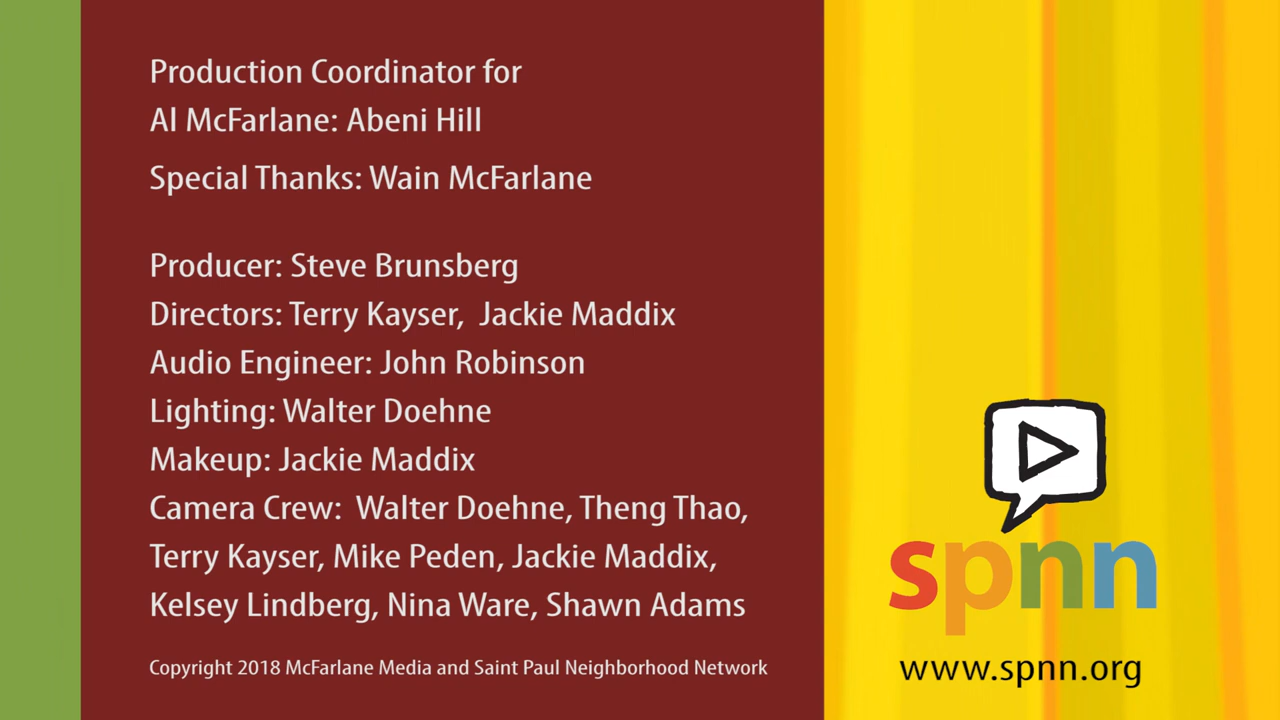 Production Coordinator for
Al McFarlane: Abeni Hill
Special Thanks: Wain McFarlane
Producer: Steve Brunsberg
Directors: Terry Kayser,  Jackie Maddix
Audio Engineer: John Robinson
Lighting: Walter Doehne
Makeup: Jackie Maddix
Camera Crew:  Walter Doehne, Theng Thao,
Terry Kayser, Mike Peden, Jackie Maddix,
Kelsey Lindberg, Nina Ware, Shawn Adams
Copyright 2018 McFarlane Media and Saint Paul Neighborhood Network
spnn
www.spnn.org